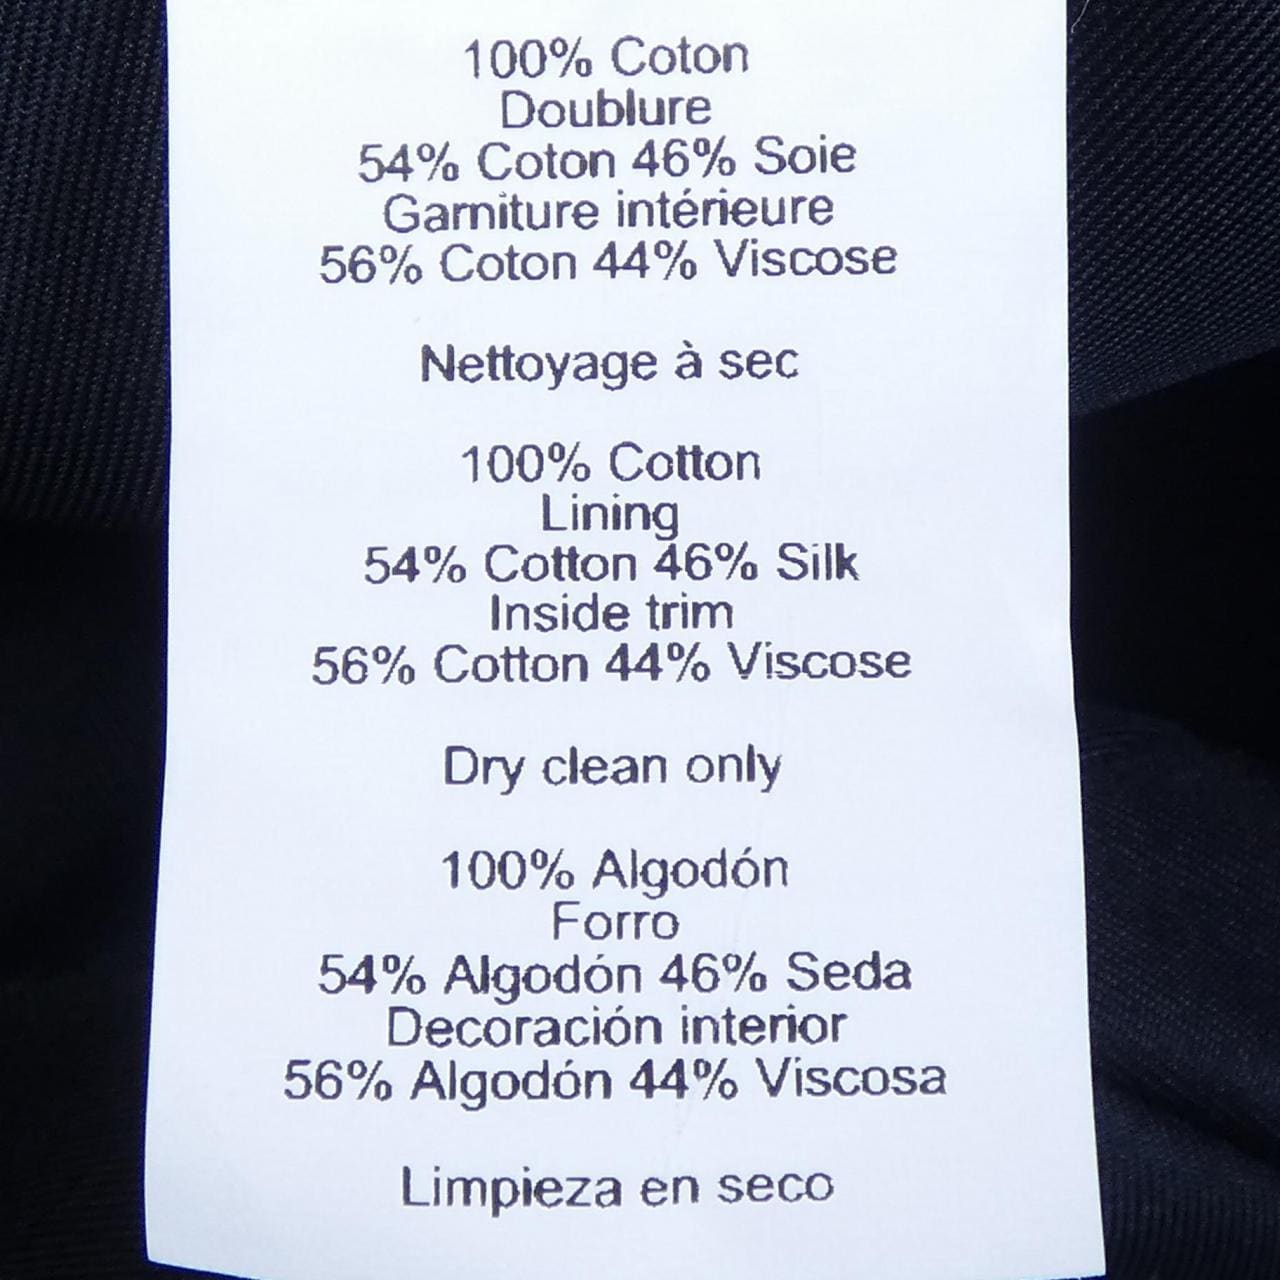 100% Coton
Doublure
54% Coton 46% Soie
Garniture intérieure
56% Coton 44% Viscose
Nettoyage à sec
100% Cotton
Lining
54% Cotton 46% Silk
Inside trim
56% Cotton 44% Viscose
Dry clean only
100% Algodón
Forro
54% Algodón 46% Seda
Decoración interior
56% Algodón 44% Viscosa
Limpieza en seco